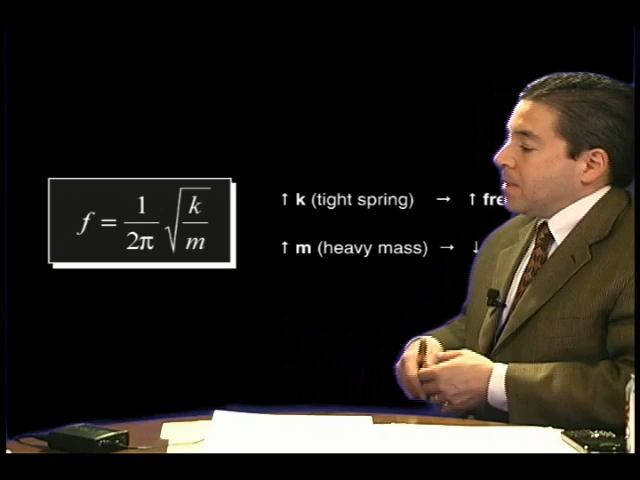 f = 1/2π √k/m
↑ k (tight spring) → ↑ fre
↑ m (heavy mass) → ↓